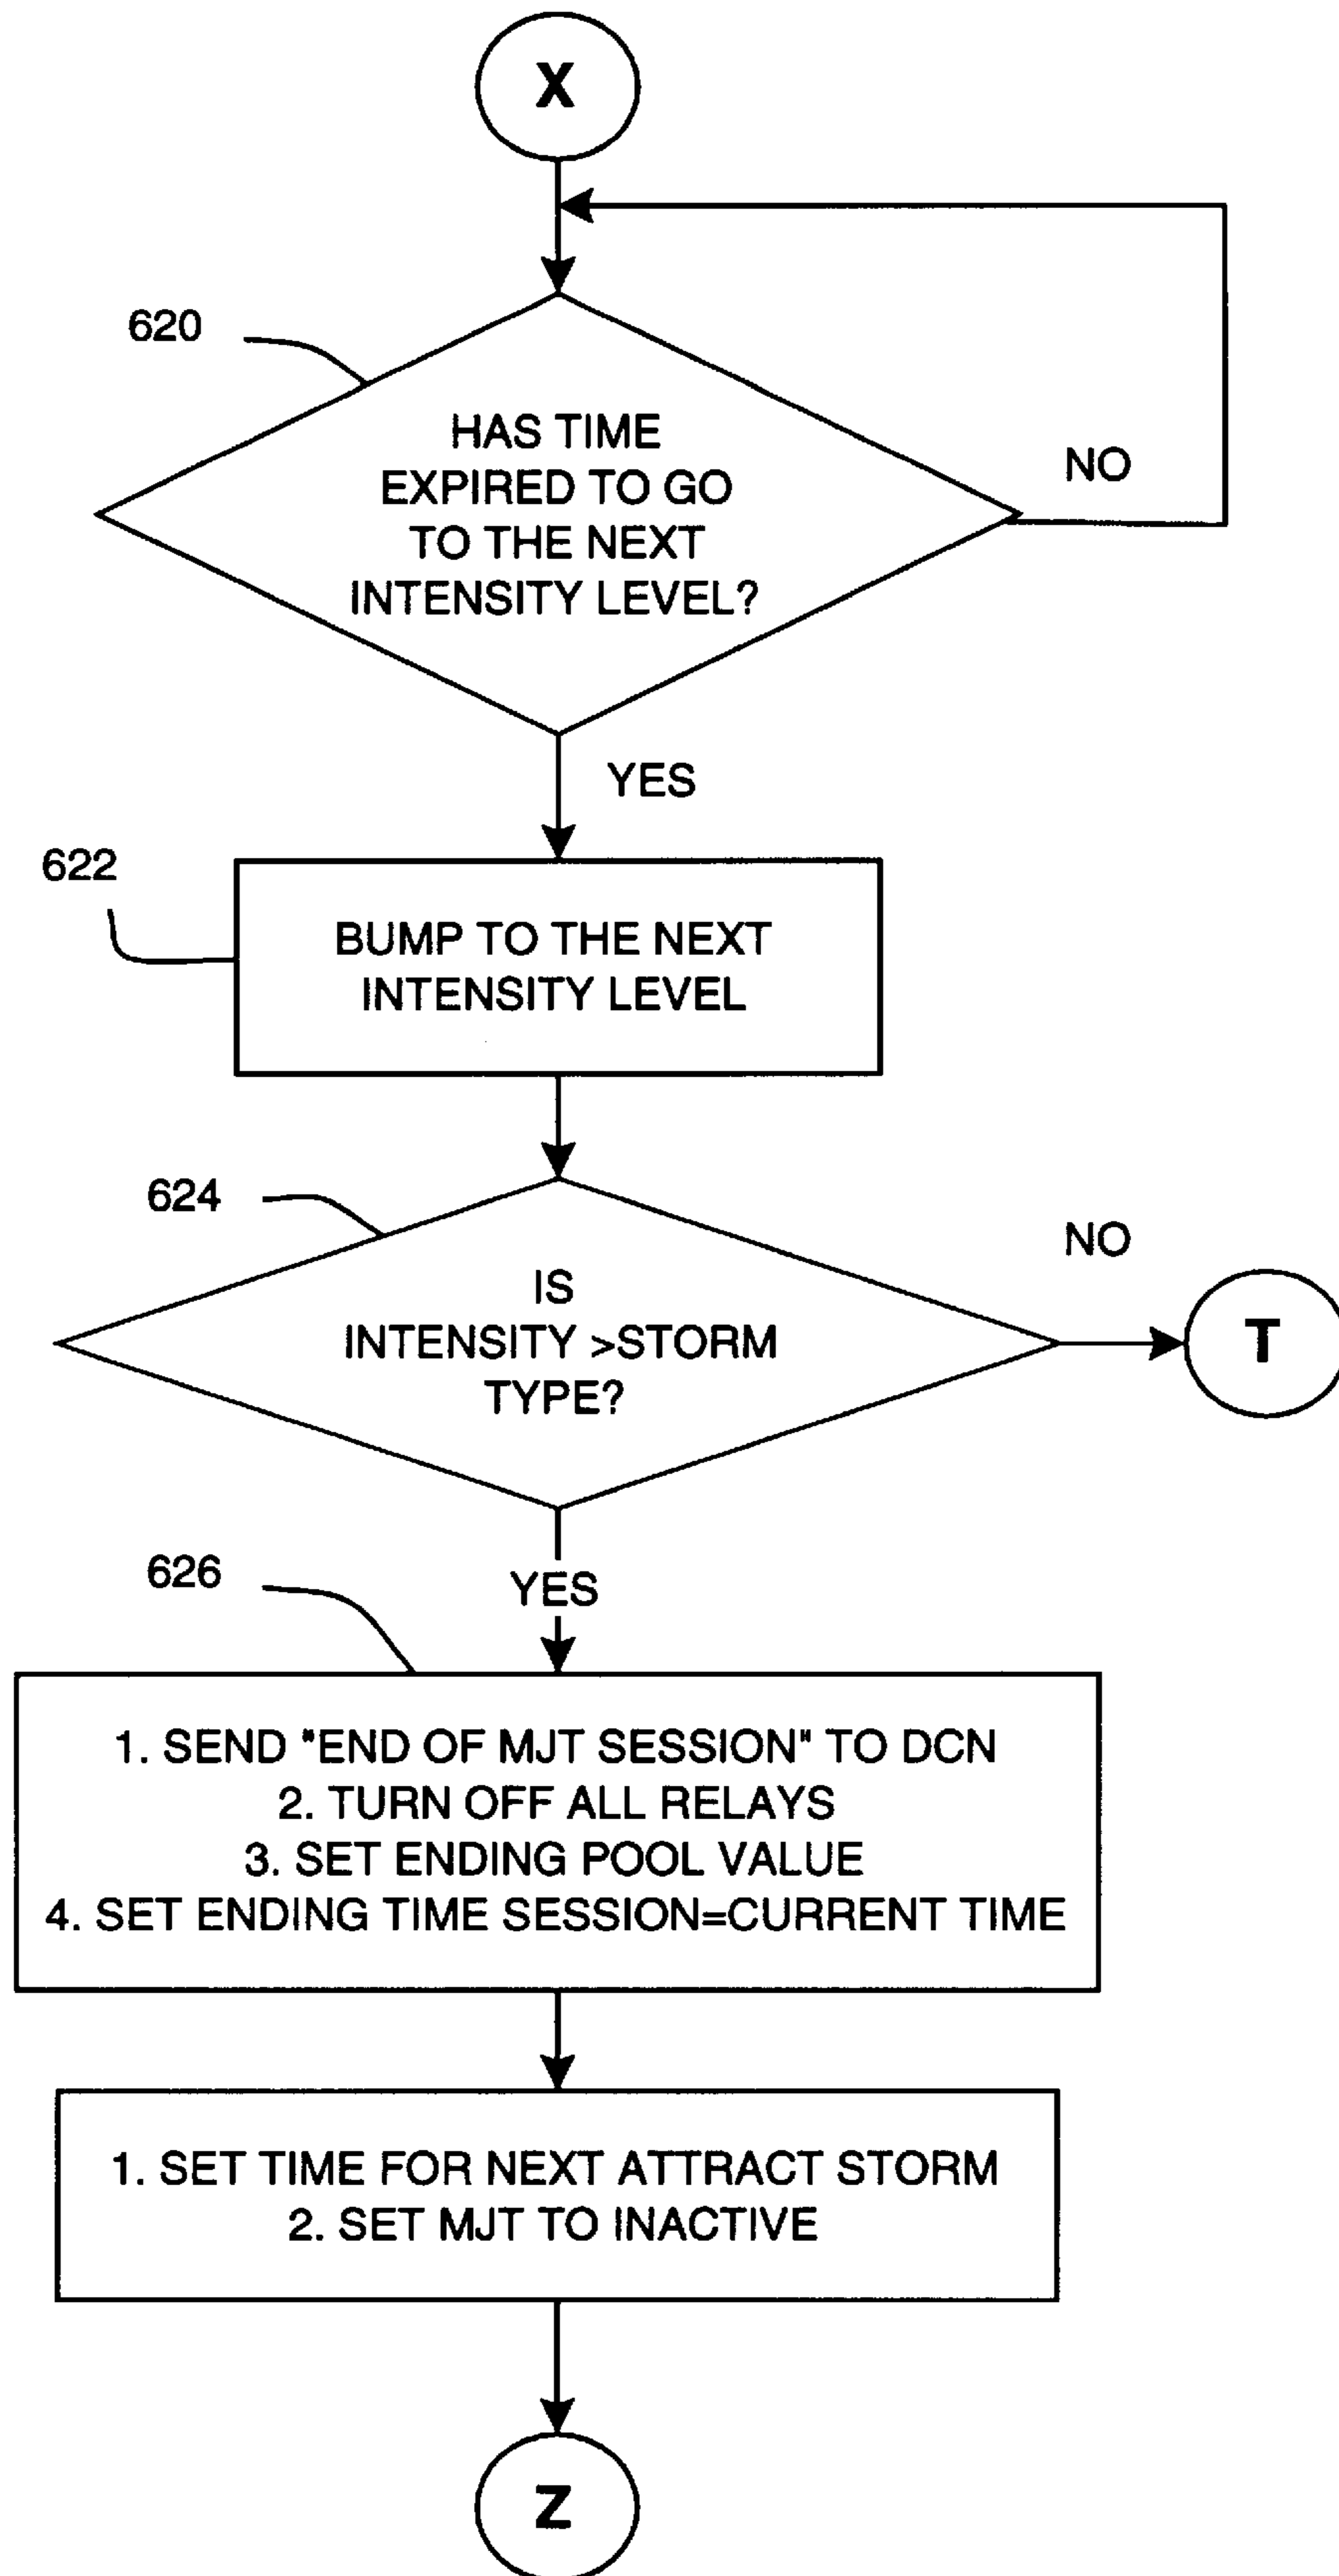 X
620
HAS TIME
EXPIRED TO GO
TO THE NEXT
INTENSITY LEVEL?
NO
YES
622
BUMP TO THE NEXT
INTENSITY LEVEL
624
IS
INTENSITY >STORM
TYPE?
NO
T
626
YES
1. SEND "END OF MJT SESSION" TO DCN
2. TURN OFF ALL RELAYS
3. SET ENDING POOL VALUE
4. SET ENDING TIME SESSION=CURRENT TIME
1. SET TIME FOR NEXT ATTRACT STORM
2. SET MJT TO INACTIVE
Z